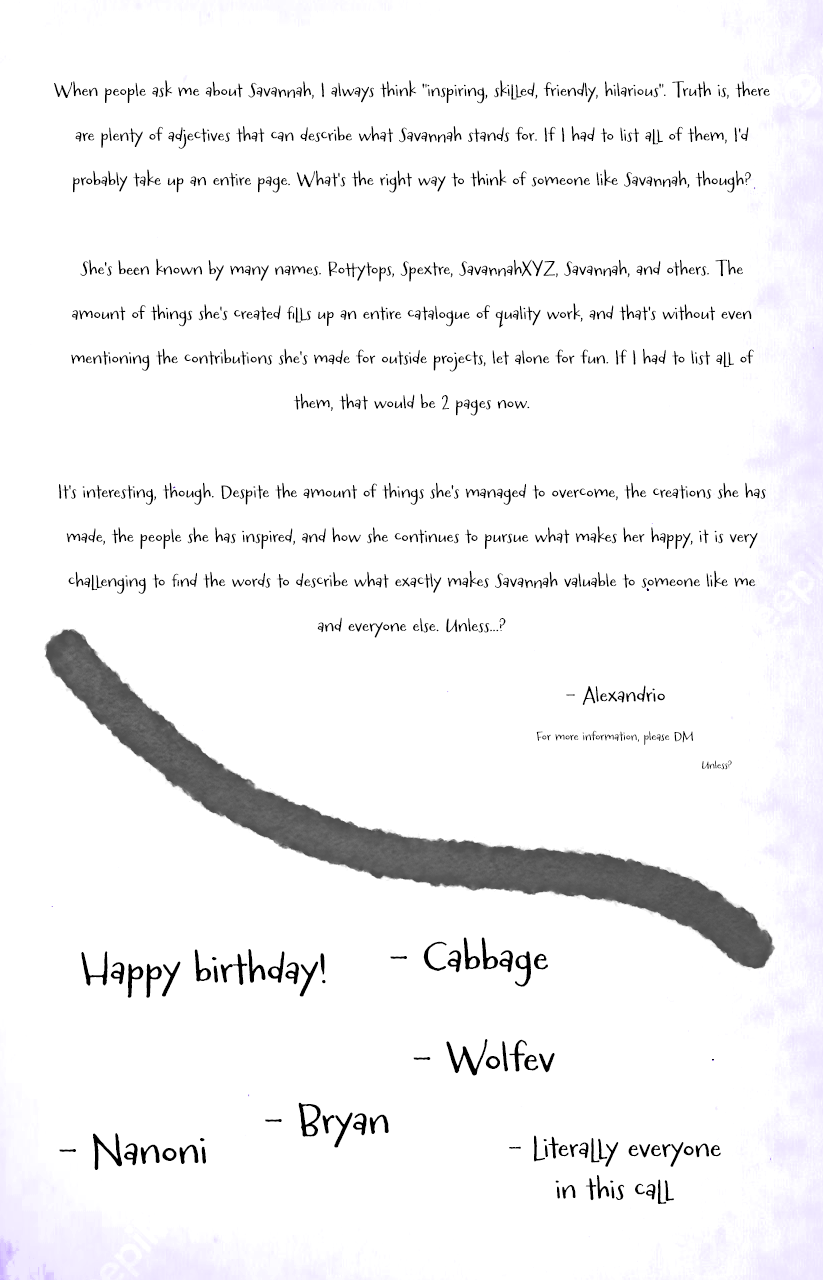 When people ask me about Savannah, I always think "inspiring, skilled, friendly, hilarious". Truth is, there
are plenty of adjectives that can describe what Savannah stands for. If I had to list all of them, I'd
probably take up an entire page. What's the right way to think of someone like Savannah, though?
She's been known by many names. Rottytops, Spextre, SavannahXYZ, Savannah, and others. The
amount of things she's created fills up an entire catalogue of quality work, and that's without even
mentioning the contributions she's made for outside projects, let alone for fun. If I had to list all of
them, that would be 2 pages now.
It's interesting, though. Despite the amount of things she's managed to overcome, the creations she has
made, the people she has inspired, and how she continues to pursue what makes her happy, it is very
challenging to find the words to describe what exactly makes Savannah valuable to someone like me
and everyone else. Unless...?
- Alexandrio
For more information, please DM
Unless?
Happy birthday!
- Cabbage
- Wolfev
- Bryan
- Nanoni
- Literally everyone
in this call